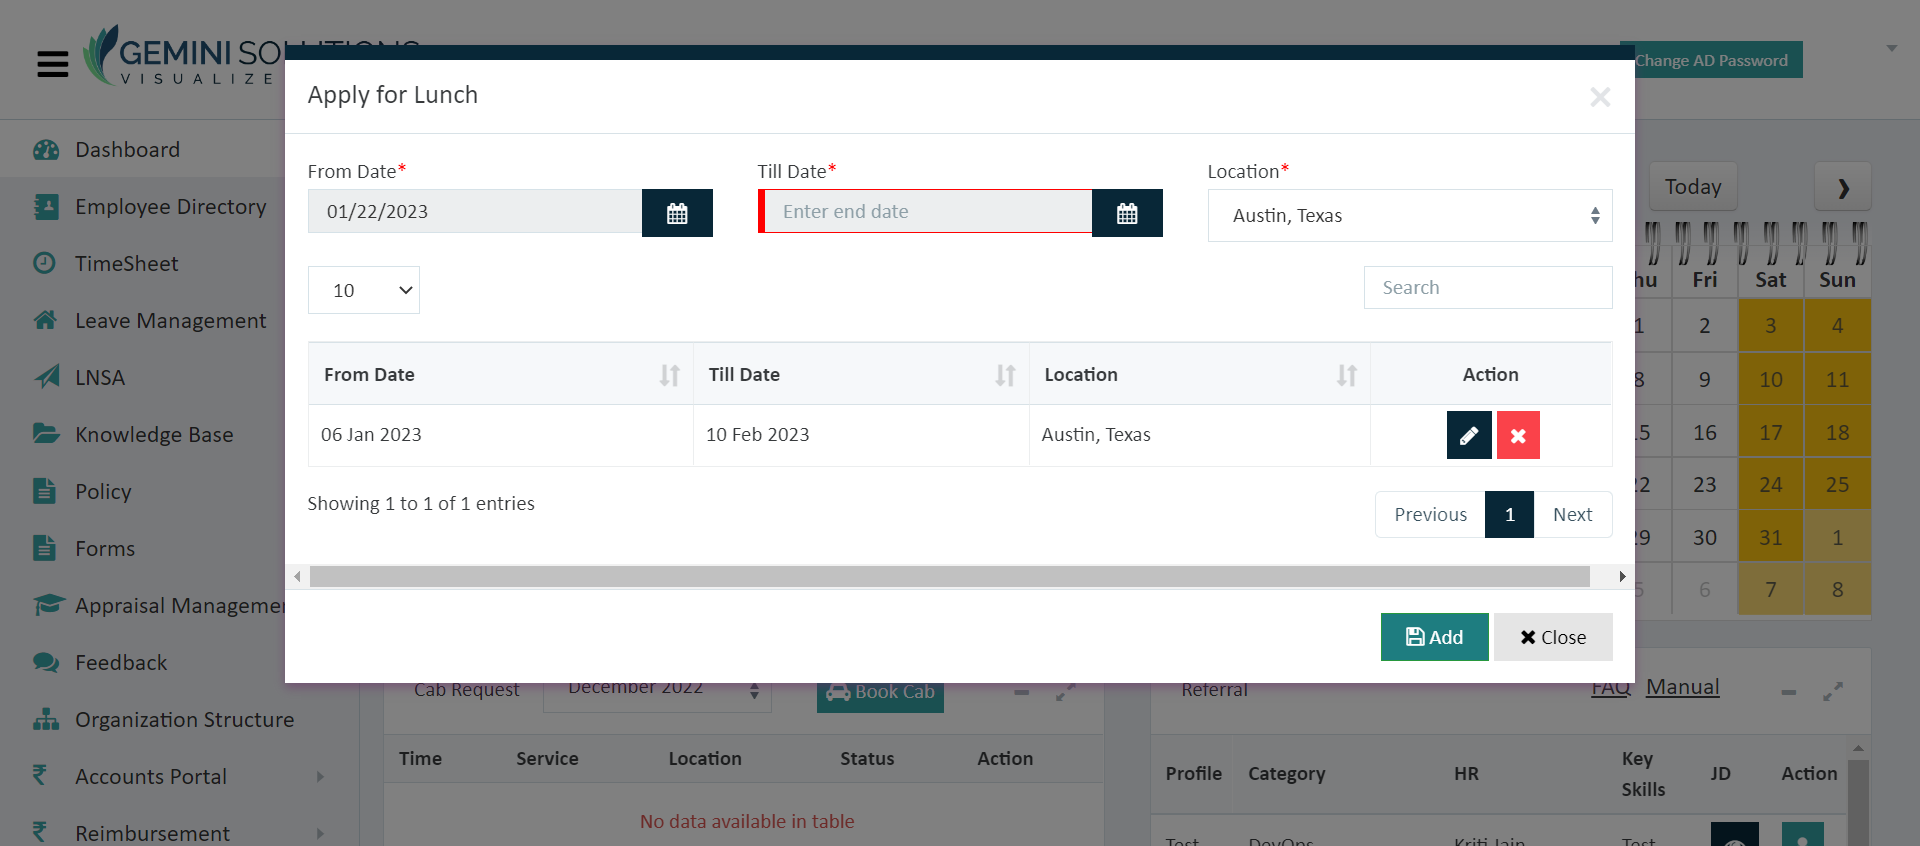 GEMINI SOLUTIONS
VISUALIZE
Change AD Password
Apply for Lunch
×
Dashboard
Employee Directory
TimeSheet
Leave Management
LNSA
Knowledge Base
Policy
Forms
Appraisal Managemen
Feedback
Organization Structure
Accounts Portal
Reimbursement
From Date*
Till Date*
Location*
01/22/2023
Enter end date
Austin, Texas
10
Search
From Date Till Date Location Action
06 Jan 2023 10 Feb 2023 Austin, Texas
Showing 1 to 1 of 1 entries
Previous 1 Next
Add
Close
Today
hu Fri Sat Sun
1 2 3 4
8 9 10 11
15 16 17 18
22 23 24 25
29 30 31 1
5 6 7 8
Cab Request
December 2022
Book Cab
Time Service Location Status Action
No data available in table
Referral
FAQ Manual
Profile Category HR Key Skills JD Action
Test DevOps Kriti Jain Test